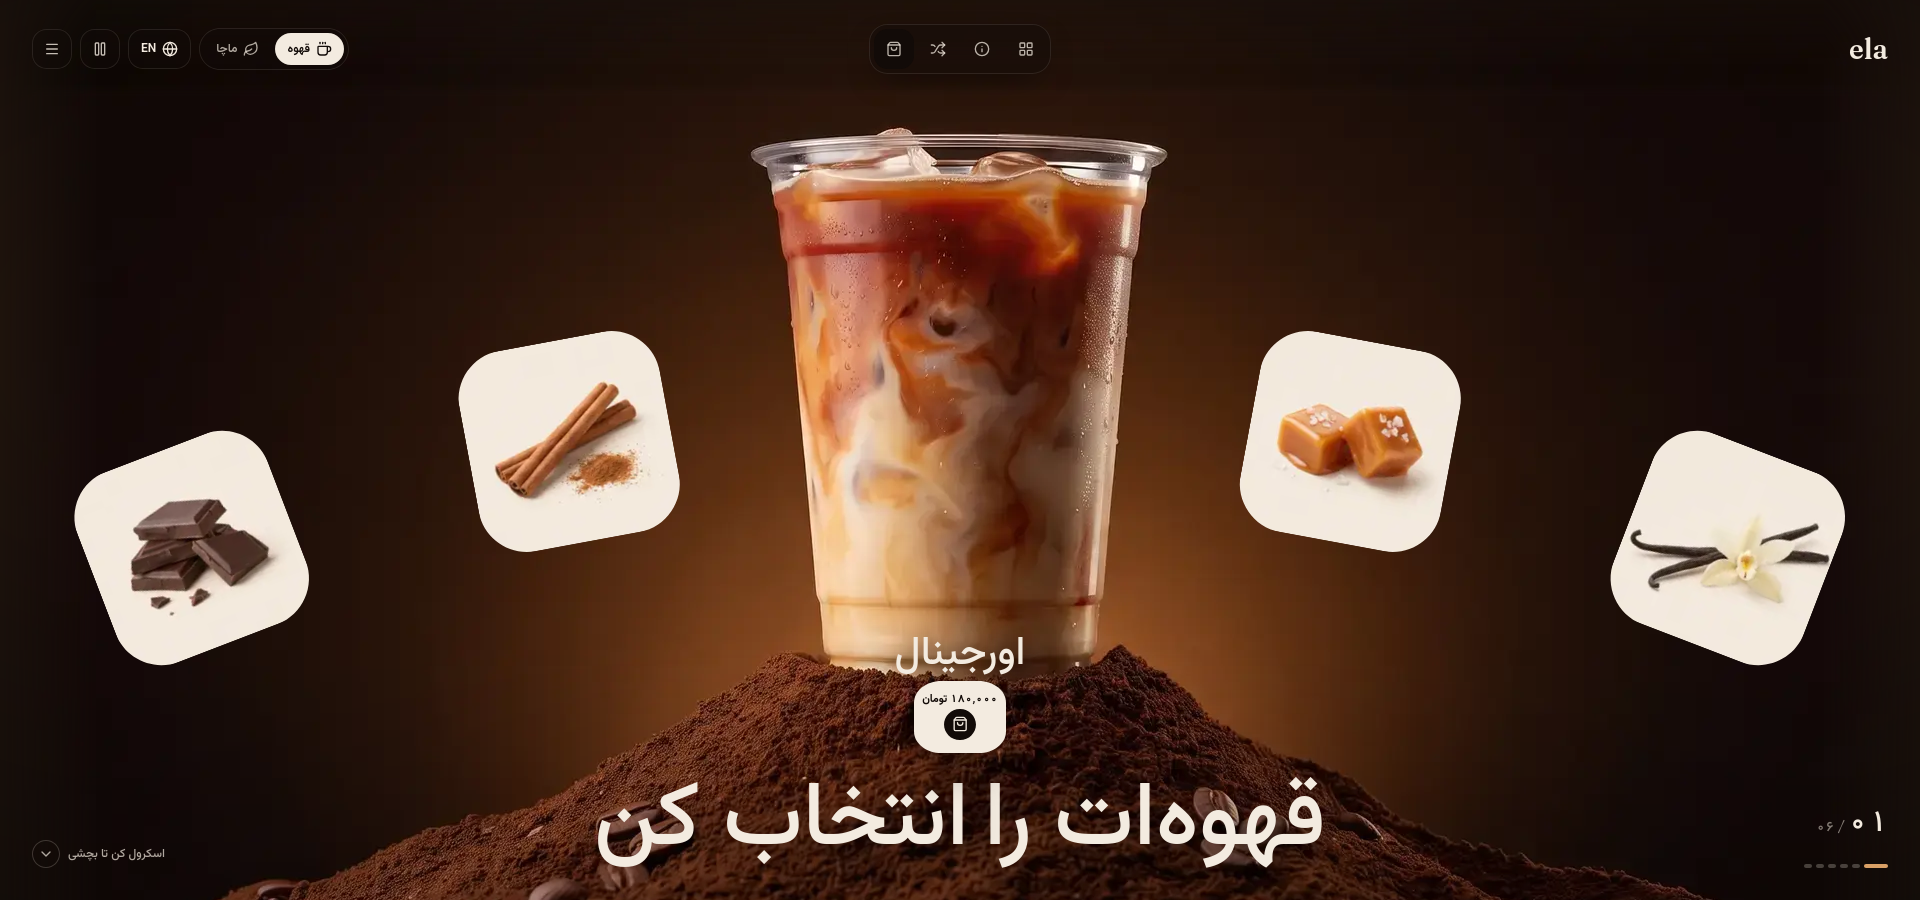 ela
قهوه
ماچا
EN
اورجینال
۱۸۰,۰۰۰ تومان
قهوه‌ات را انتخاب کن
۰۱ / ۰۶
اسکرول کن تا بچشی